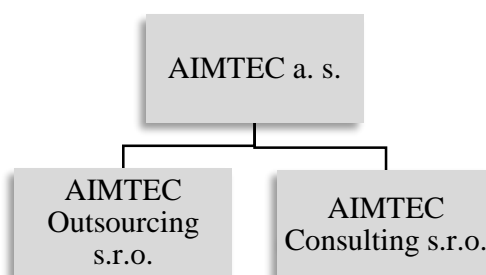 AIMTEC a. s.
AIMTEC
Outsourcing
s.r.o.
AIMTEC
Consulting s.r.o.